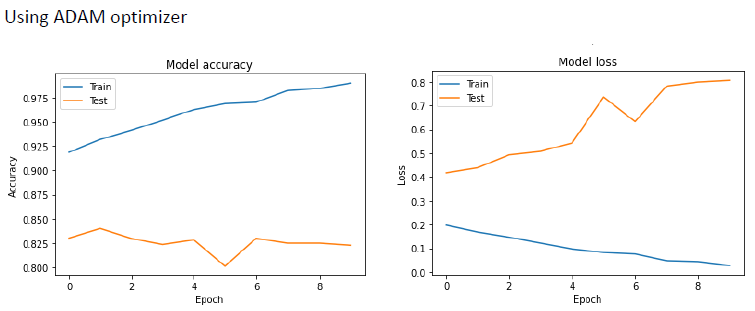 Using ADAM optimizer
Model accuracy
Train
Test
0.975
0.950
0.925
0.900
0.875
0.850
0.825
0.800
Accuracy
0 2 4 6 8
Epoch
Model loss
Train
Test
0.8
0.7
0.6
0.5
0.4
0.3
0.2
0.1
0.0
Loss
0 2 4 6 8
Epoch